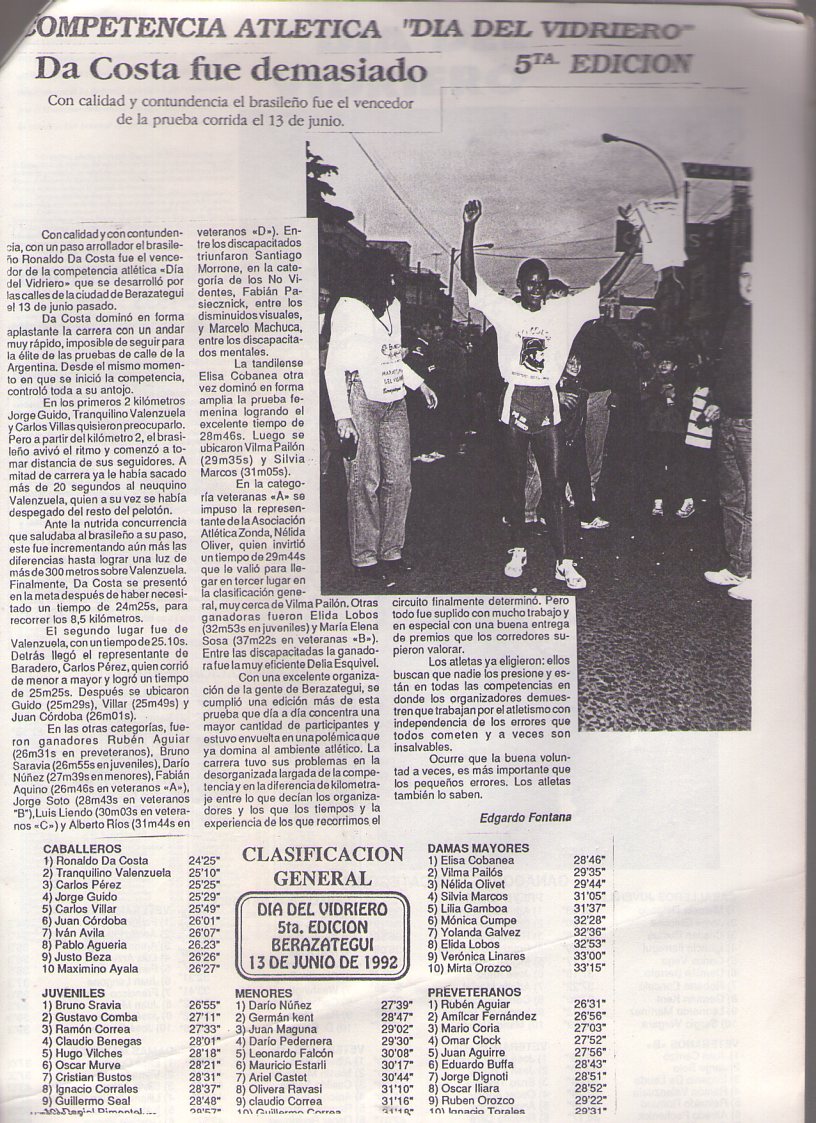 COMPETENCIA ATLETICA "DIA DEL VIDRIERO"
5TA. EDICION
Da Costa fue demasiado
Con calidad y contundencia el brasileño fue el vencedor
de la prueba corrida el 13 de junio.
Con calidad y con contunden-
cia, con un paso arrollador el brasile-
ño Ronaldo Da Costa fue el vence-
dor de la competencia atlética «Día
del Vidriero» que se desarrolló por
las calles de la ciudad de Berazategui
el 13 de junio pasado.
Da Costa dominó en forma
aplastante la carrera con un andar
muy rápido, imposible de seguir para
la élite de las pruebas de calle de la
Argentina. Desde el mismo momen-
to en que se inició la competencia,
controló toda a su antojo.
En los primeros 2 kilómetros
Jorge Guido, Tranquilino Valenzuela
y Carlos Villas quisieron preocuparlo.
Pero a partir del kilómetro 2, el brasi-
leño avivó el ritmo y comenzó a to-
mar distancia de sus seguidores. A
mitad de carrera ya le había sacado
más de 20 segundos al neuquino
Valenzuela, quien a su vez se había
despegado del resto del pelotón.
Ante la nutrida concurrencia
que saludaba al brasileño a su paso,
este fue incrementando aún más las
diferencias hasta lograr una luz de
más de 300 metros sobre Valenzuela.
Finalmente, Da Costa se presentó
en la meta después de haber necesi-
tado un tiempo de 24m25s, para
recorrer los 8,5 kilómetros.
El segundo lugar fue de
Valenzuela, con un tiempo de 25.10s.
Detrás llegó el representante de
Baradero, Carlos Pérez, quien corrió
de menor a mayor y logró un tiempo
de 25m25s. Después se ubicaron
Guido (25m29s), Villar (25m49s) y
Juan Córdoba (26m01s).
En las otras categorías, fue-
ron ganadores Rubén Aguiar
(26m31s en preveteranos), Bruno
Saravia (26m55s en juveniles), Darío
Núñez (27m39s en menores), Fabián
Aquino (26m46s en veteranos «A»),
Jorge Soto (28m43s en veteranos
"B"),Luis Liendo (30m03s en vetera-
nos «C») y Alberto Ríos (31m44s en
veteranos «D»). En-
tre los discapacitados
triunfaron Santiago
Morrone, en la cate-
goría de los No Vi-
dentes, Fabián Pa-
siecznick, entre los
disminuidos visuales,
y Marcelo Machuca,
entre los discapacita-
dos mentales.
La tandilense
Elisa Cobanea otra
vez dominó en forma
amplia la prueba fe-
menina logrando el
excelente tiempo de
28m46s. Luego se
ubicaron Vilma Pailón
(29m35s) y Silvia
Marcos (31m05s).
En la catego-
ría veteranas «A» se
impuso la represen-
tante de la Asociación
Atlética Zonda, Nélida
Oliver, quien invirtió
un tiempo de 29m44s
que le valió para lle-
gar en tercer lugar en
la clasificación gene-
ral, muy cerca de Vilma Pailón. Otras
ganadoras fueron Elida Lobos
(32m53s en juveniles) y María Elena
Sosa (37m22s en veteranas «B»).
Entre las discapacitadas la ganado-
ra fue la muy eficiente Delia Esquivel.
Con una excelente organiza-
ción de la gente de Berazategui, se
cumplió una edición más de esta
prueba que día a día concentra una
mayor cantidad de participantes y
estuvo envuelta en una polémica que
ya domina al ambiente atlético. La
carrera tuvo sus problemas en la
desorganizada largada de la compe-
tencia y en la diferencia de kilometra-
je entre lo que decían los organiza-
dores y los que los tiempos y la
experiencia de los que recorrimos el
circuito finalmente determinó. Pero
todo fue suplido con mucho trabajo y
en especial con una buena entrega
de premios que los corredores su-
pieron valorar.
Los atletas ya eligieron: ellos
buscan que nadie los presione y es-
tán en todas las competencias en
donde los organizadores demues-
tren que trabajan por el atletismo con
independencia de los errores que
todos cometen y a veces son
insalvables.
Ocurre que la buena volun-
tad a veces, es más importante que
los pequeños errores. Los atletas
también lo saben.
Edgardo Fontana
CLASIFICACION
GENERAL
DIA DEL VIDRIERO
5ta. EDICION
BERAZATEGUI
13 DE JUNIO DE 1992
CABALLEROS
1) Ronaldo Da Costa 24'25"
2) Tranquilino Valenzuela 25'10"
3) Carlos Pérez 25'25"
4) Jorge Guido 25'29"
5) Carlos Villar 25'49"
6) Juan Córdoba 26'01"
7) Iván Avila 26'07"
8) Pablo Agueria 26.23"
9) Justo Beza 26'26"
10 Maximino Ayala 26'27"
DAMAS MAYORES
1) Elisa Cobanea 28'46"
2) Vilma Pailós 29'35"
3) Nélida Olivet 29'44"
4) Silvia Marcos 31'05"
5) Lilia Gamboa 31'37"
6) Mónica Cumpe 32'28"
7) Yolanda Galvez 32'36"
8) Elida Lobos 32'53"
9) Verónica Linares 33'00"
10) Mirta Orozco 33'15"
JUVENILES
1) Bruno Sravia 26'55"
2) Gustavo Comba 27'11"
3) Ramón Correa 27'33"
4) Claudio Benegas 28'01"
5) Hugo Vilches 28'18"
6) Oscar Murve 28'21"
7) Cristian Bustos 28'31"
8) Ignacio Corrales 28'37"
9) Guillermo Seal 28'48"
10) Daniel Pimentel 28'57"
MENORES
1) Darío Núñez 27'39"
2) Germán kent 28'47"
3) Juan Maguna 29'02"
4) Darío Pedernera 29'30"
5) Leonardo Falcón 30'08"
6) Mauricio Estarli 30'17"
7) Ariel Castet 30'44"
8) Olivera Ravasi 31'10"
9) claudio Correa 31'16"
10) Guillermo Correa 31'18"
PREVETERANOS
1) Rubén Aguiar 26'31"
2) Amílcar Fernández 26'56"
3) Mario Coria 27'03"
4) Omar Clock 27'52"
5) Juan Aguirre 27'56"
6) Eduardo Buffa 28'43"
7) Jorge Dignoti 28'51"
8) Oscar Iliara 28'52"
9) Ruben Orozco 29'22"
10) Ignacio Torales 29'31"